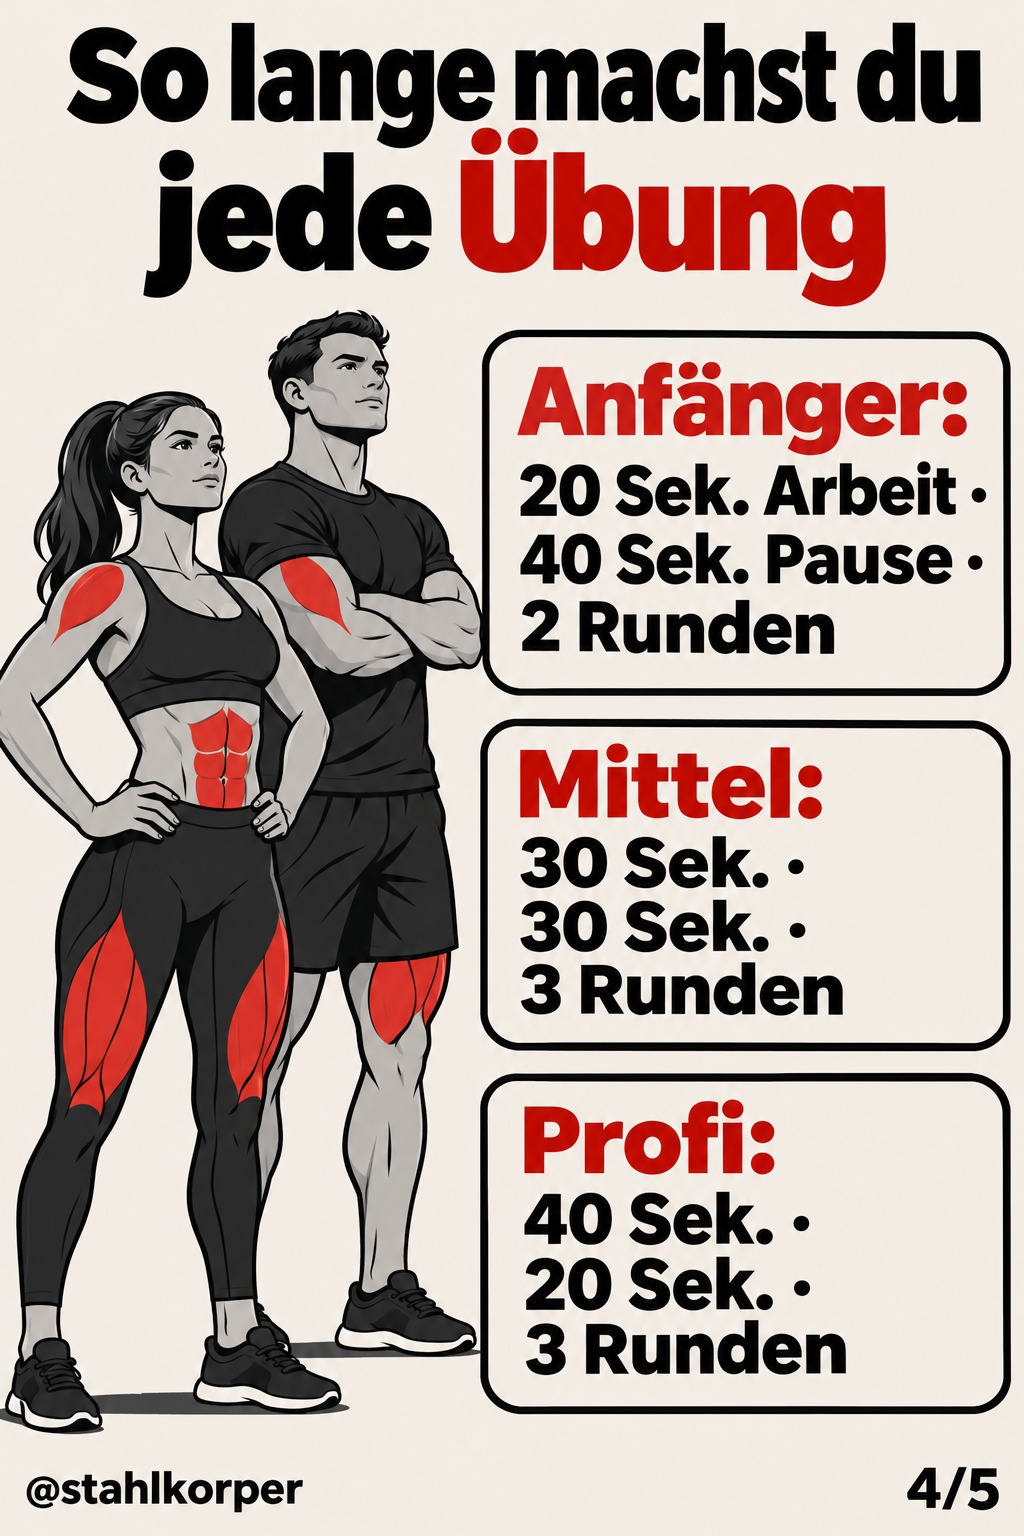 So lange machst du
jede Übung
Anfänger:
20 Sek. Arbeit •
40 Sek. Pause •
2 Runden
Mittel:
30 Sek. •
30 Sek. •
3 Runden
Profi:
40 Sek. •
20 Sek. •
3 Runden
@stahlkorper
4/5